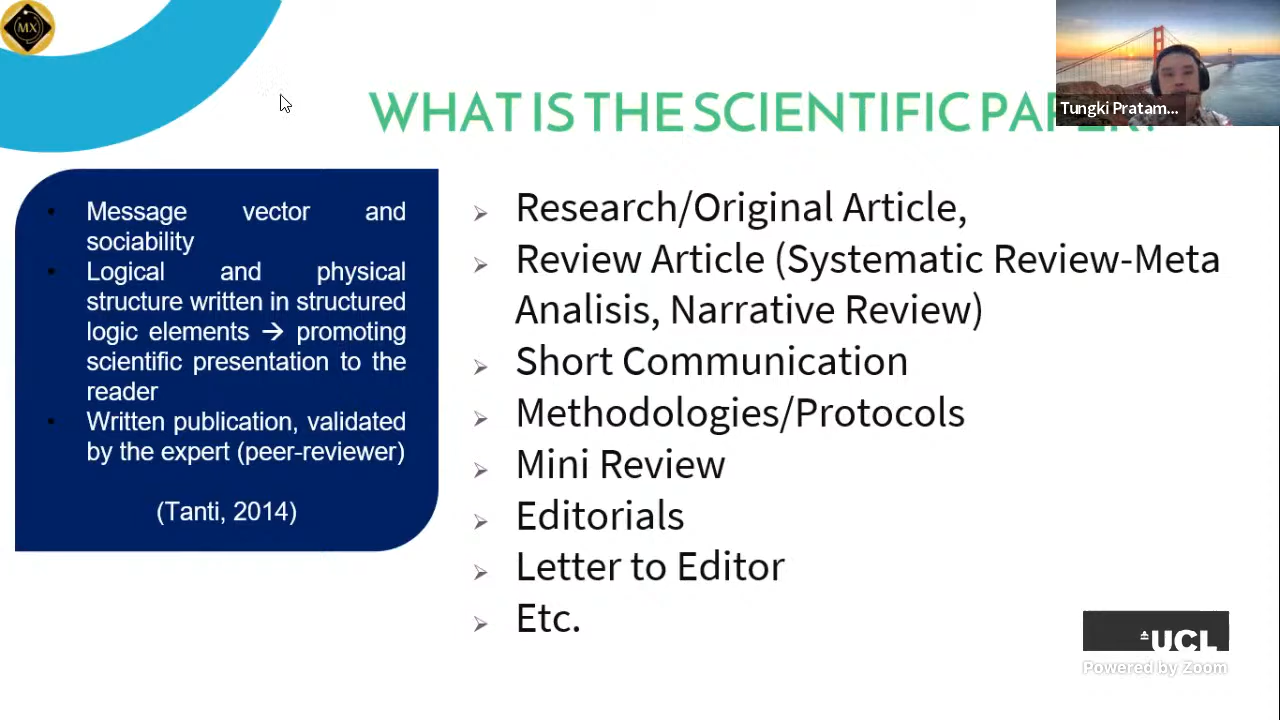 MX
WHAT IS THE SCIENTIFIC PAPER?
Tungki Pratam...
• Message vector and
sociability
• Logical and physical
structure written in structured
logic elements → promoting
scientific presentation to the
reader
• Written publication, validated
by the expert (peer-reviewer)
(Tanti, 2014)
➢ Research/Original Article,
➢ Review Article (Systematic Review-Meta
Analisis, Narrative Review)
➢ Short Communication
➢ Methodologies/Protocols
➢ Mini Review
➢ Editorials
➢ Letter to Editor
➢ Etc.
UCL
Powered by Zoom